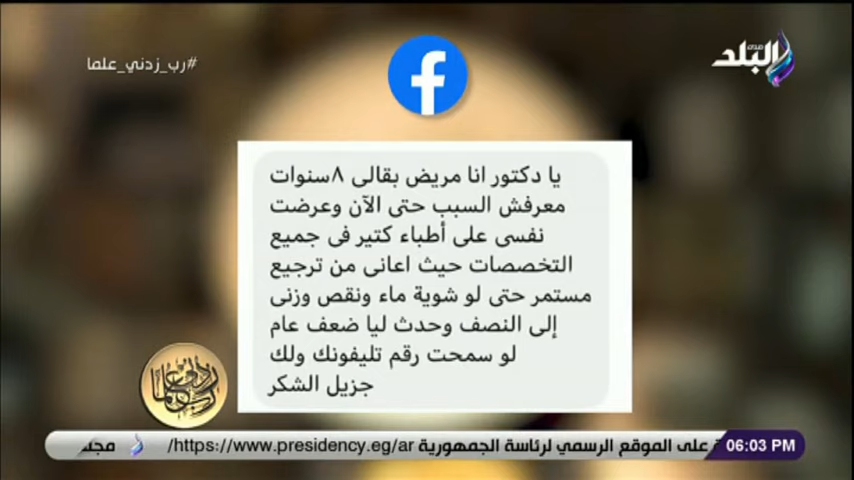 #رب_زدني_علما
صدى
البلد
يا دكتور انا مريض بقالى ٨سنوات
معرفش السبب حتى الآن وعرضت
نفسى على أطباء كتير فى جميع
التخصصات حيث اعانى من ترجيع
مستمر حتى لو شوية ماء ونقص وزنى
إلى النصف وحدث ليا ضعف عام
لو سمحت رقم تليفونك ولك
جزيل الشكر
رب زدني علما
على الموقع الرسمي لرئاسة الجمهورية https://www.presidency.eg/ar/
06:03 PM